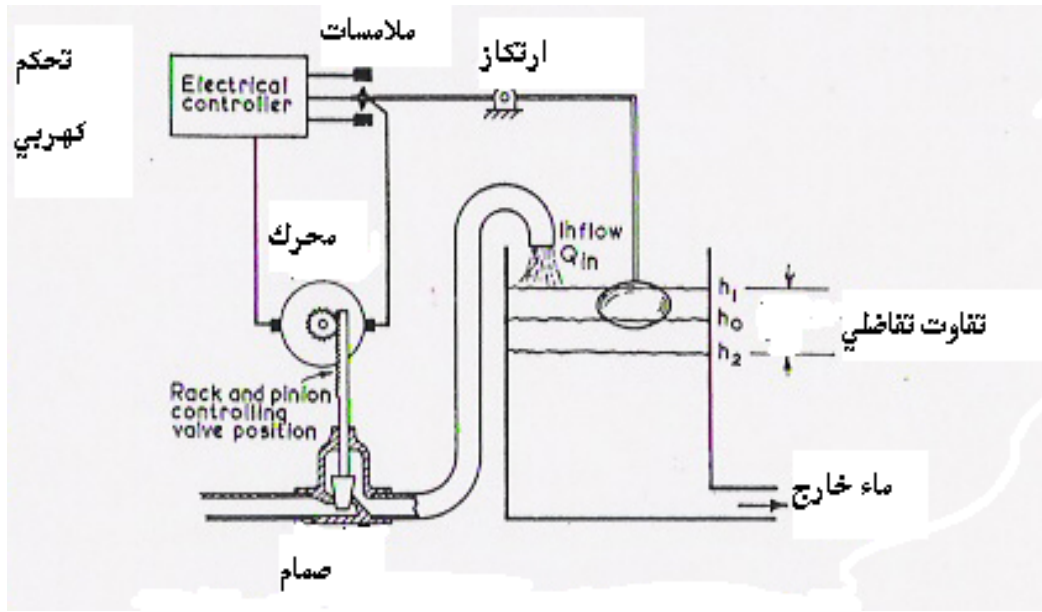 تحكم
كهربي
Electrical
controller
ملامسات
ارتكاز
محرك
Inflow
Qin
h1
h0
h2
تفاوت تفاضلي
Rack and pinion
controlling
valve position
ماء خارج
صمام